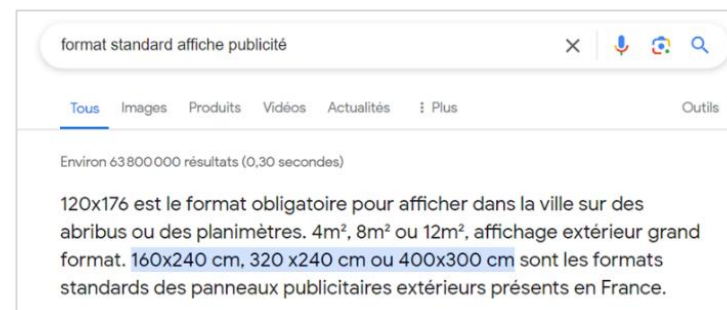 format standard affiche publicité
Tous Images Produits Vidéos Actualités Plus Outils
Environ 63 800 000 résultats (0,30 secondes)
120x176 est le format obligatoire pour afficher dans la ville sur des
abribus ou des planimètres. 4m², 8m² ou 12m², affichage extérieur grand
format. 160x240 cm, 320 x240 cm ou 400x300 cm sont les formats
standards des panneaux publicitaires extérieurs présents en France.